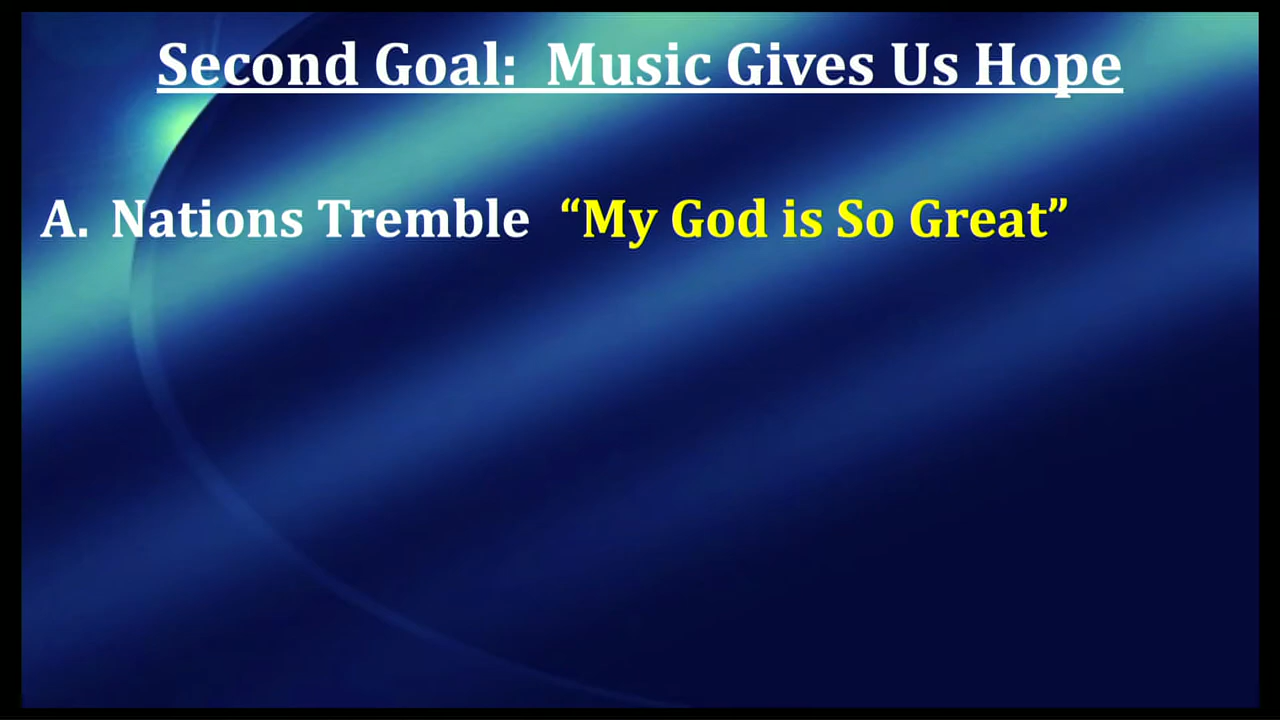 Second Goal: Music Gives Us Hope
A. Nations Tremble “My God is So Great”